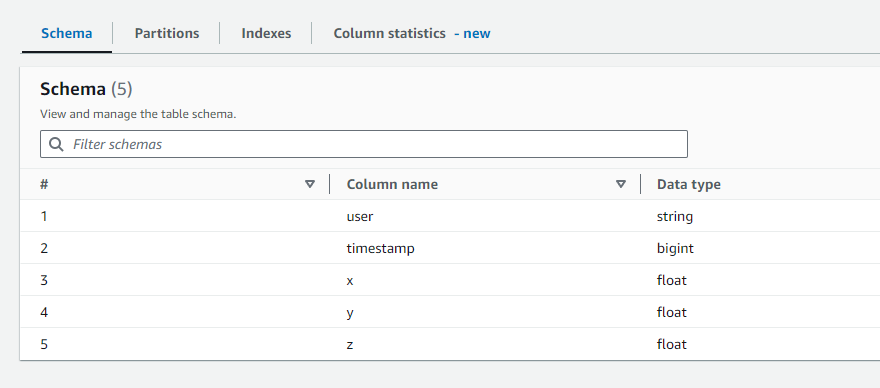 Schema Partitions Indexes Column statistics - new
Schema (5)
View and manage the table schema.
Filter schemas
# Column name Data type
1 user string
2 timestamp bigint
3 x float
4 y float
5 z float